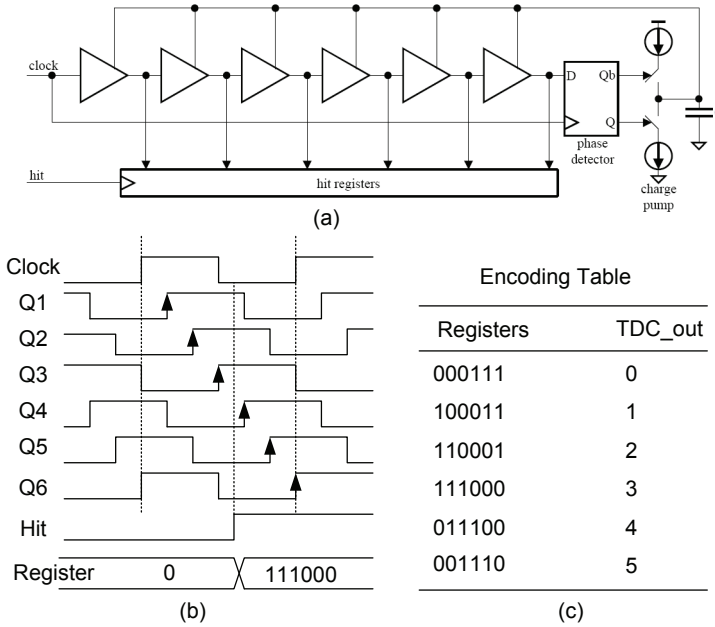 clock
D Qb
Q
phase
detector
hit
hit registers
charge
pump
(a)
Clock
Q1
Q2
Q3
Q4
Q5
Q6
Hit
Register 0 111000
(b)
Encoding Table
Registers TDC_out
000111 0
100011 1
110001 2
111000 3
011100 4
001110 5
(c)